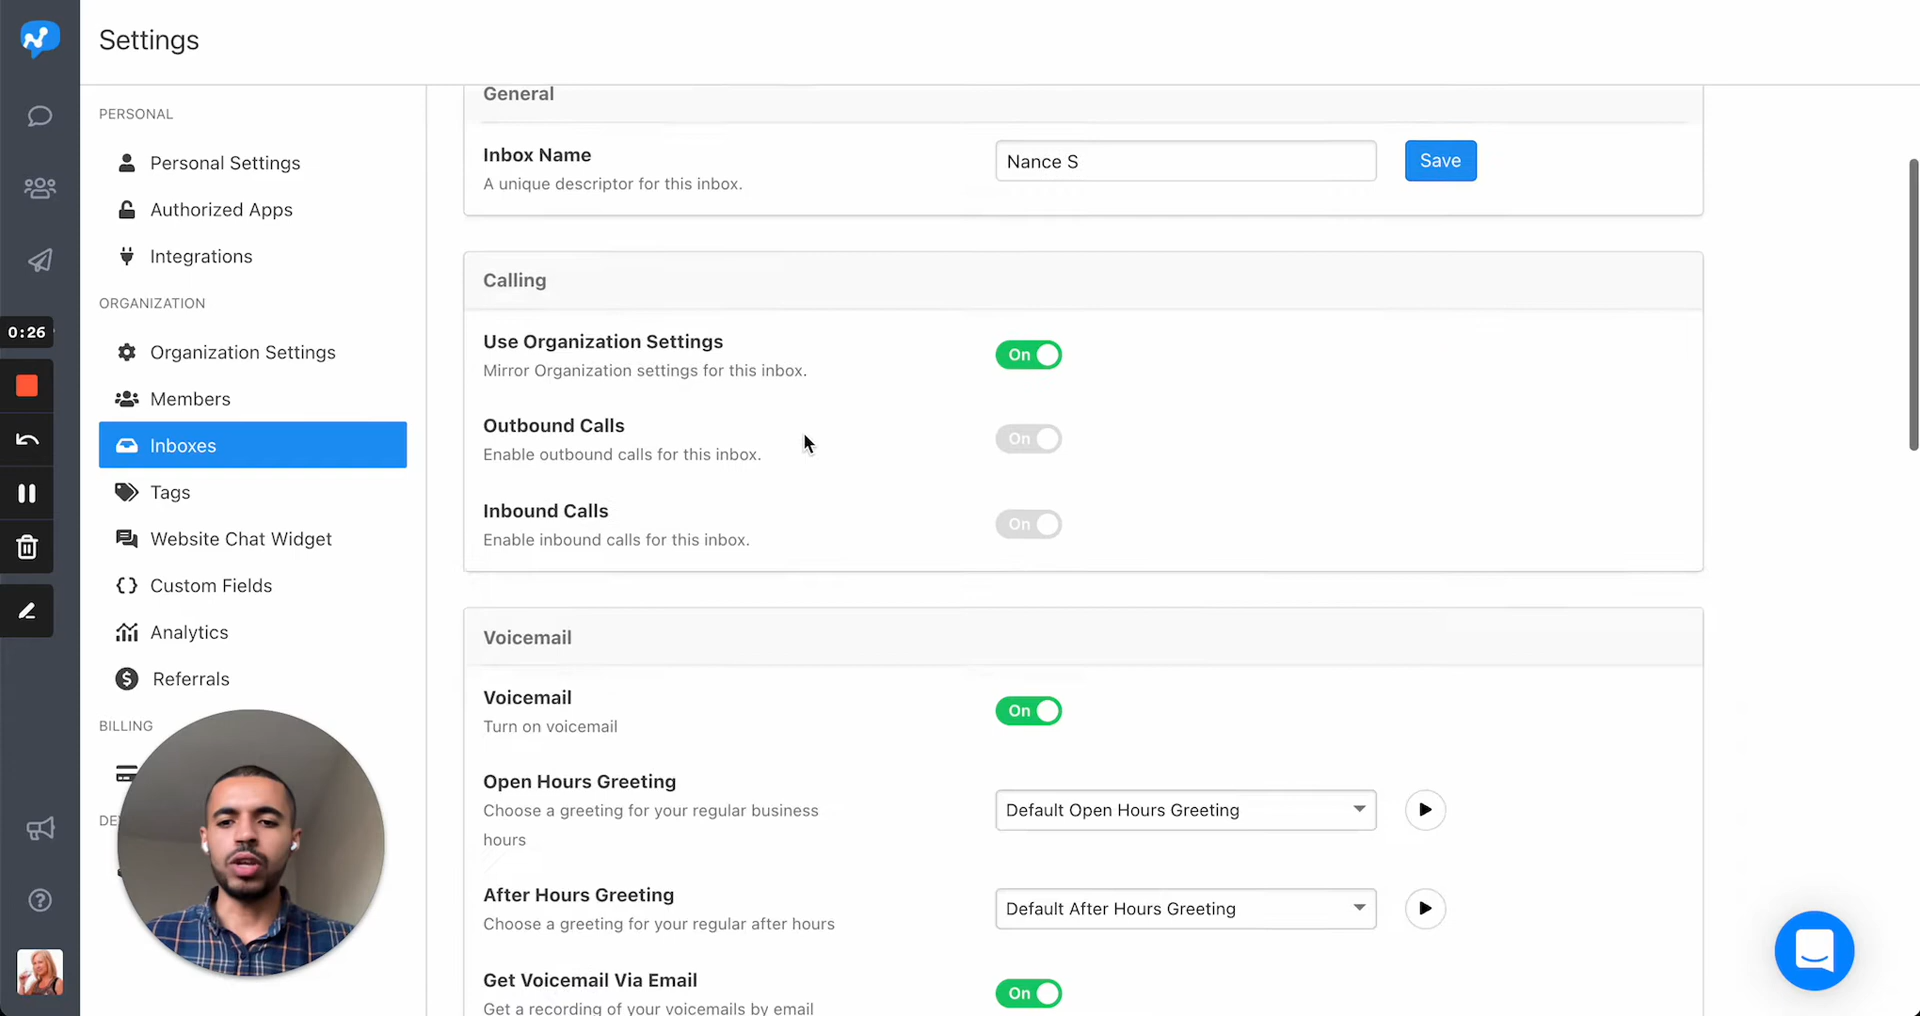 Settings
PERSONAL
Personal Settings
Authorized Apps
Integrations
ORGANIZATION
0:26
Organization Settings
Members
Inboxes
Tags
Website Chat Widget
Custom Fields
Analytics
Referrals
BILLING
DE
General
Inbox Name
A unique descriptor for this inbox.
Nance S
Save
Calling
Use Organization Settings
Mirror Organization settings for this inbox.
On
Outbound Calls
Enable outbound calls for this inbox.
On
Inbound Calls
Enable inbound calls for this inbox.
On
Voicemail
Voicemail
Turn on voicemail
On
Open Hours Greeting
Choose a greeting for your regular business
hours
Default Open Hours Greeting
After Hours Greeting
Choose a greeting for your regular after hours
Default After Hours Greeting
Get Voicemail Via Email
Get a recording of your voicemails by email
On